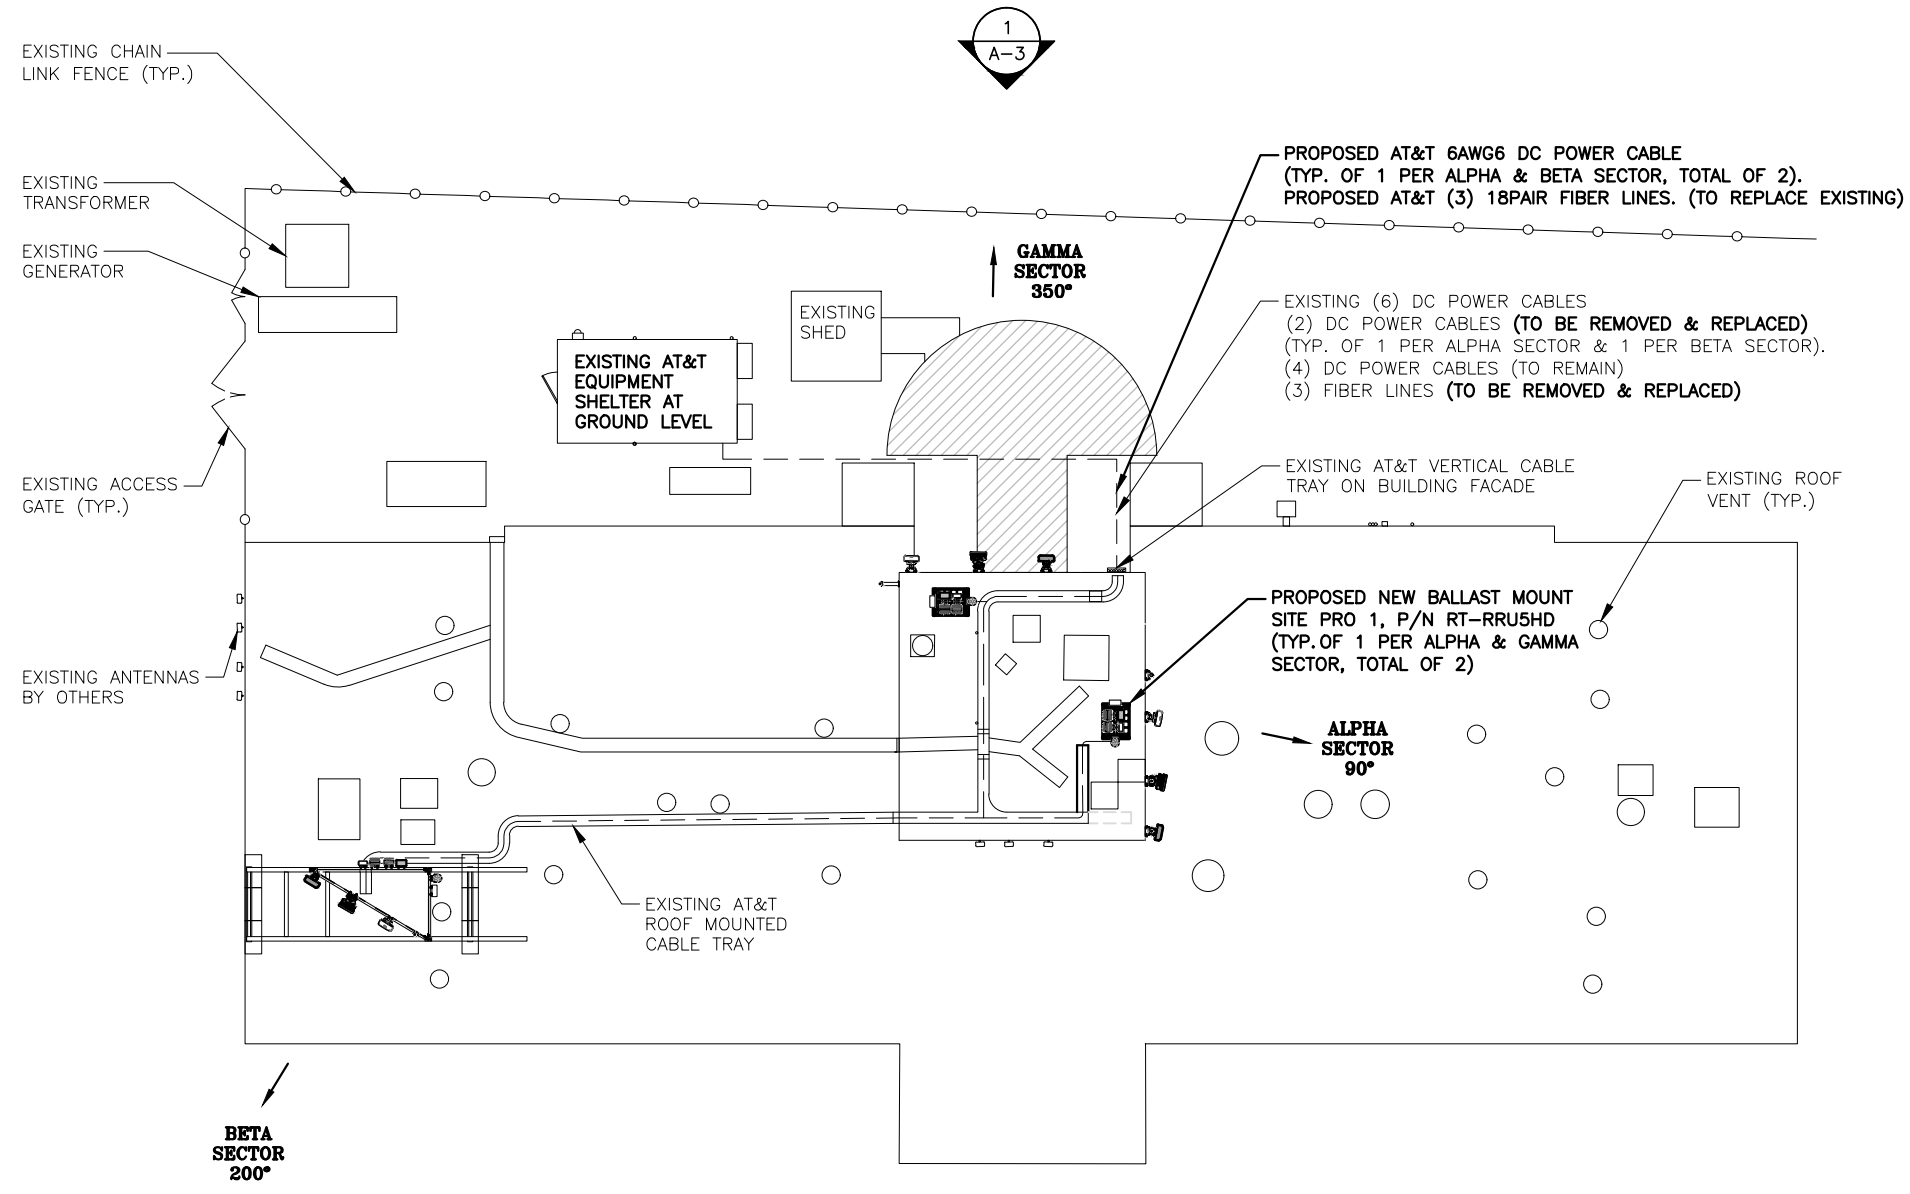 1
A-3
EXISTING CHAIN
LINK FENCE (TYP.)
PROPOSED AT&T 6AWG6 DC POWER CABLE
(TYP. OF 1 PER ALPHA & BETA SECTOR, TOTAL OF 2).
PROPOSED AT&T (3) 18PAIR FIBER LINES. (TO REPLACE EXISTING)
EXISTING
TRANSFORMER
EXISTING
GENERATOR
GAMMA
SECTOR
350°
EXISTING
SHED
EXISTING (6) DC POWER CABLES
(2) DC POWER CABLES (TO BE REMOVED & REPLACED)
(TYP. OF 1 PER ALPHA SECTOR & 1 PER BETA SECTOR).
(4) DC POWER CABLES (TO REMAIN)
(3) FIBER LINES (TO BE REMOVED & REPLACED)
EXISTING AT&T
EQUIPMENT
SHELTER AT
GROUND LEVEL
EXISTING AT&T VERTICAL CABLE
TRAY ON BUILDING FACADE
EXISTING ROOF
VENT (TYP.)
EXISTING ACCESS
GATE (TYP.)
PROPOSED NEW BALLAST MOUNT
SITE PRO 1, P/N RT-RRU5HD
(TYP. OF 1 PER ALPHA & GAMMA
SECTOR, TOTAL OF 2)
EXISTING ANTENNAS
BY OTHERS
ALPHA
SECTOR
90°
EXISTING AT&T
ROOF MOUNTED
CABLE TRAY
BETA
SECTOR
200°